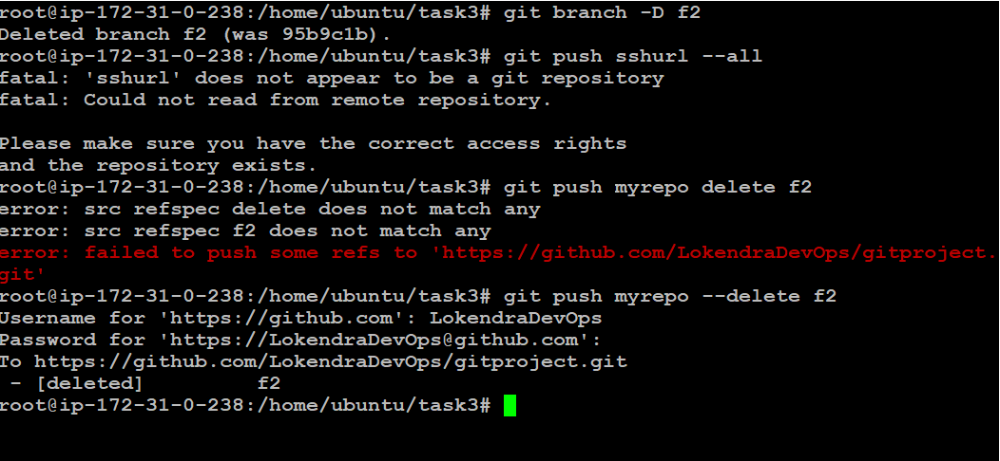 root@ip-172-31-0-238:/home/ubuntu/task3# git branch -D f2
Deleted branch f2 (was 95b9c1b).
root@ip-172-31-0-238:/home/ubuntu/task3# git push sshurl --all
fatal: 'sshurl' does not appear to be a git repository
fatal: Could not read from remote repository.

Please make sure you have the correct access rights
and the repository exists.
root@ip-172-31-0-238:/home/ubuntu/task3# git push myrepo delete f2
error: src refspec delete does not match any
error: src refspec f2 does not match any
error: failed to push some refs to 'https://github.com/LokendraDevOps/gitproject.
git'
root@ip-172-31-0-238:/home/ubuntu/task3# git push myrepo --delete f2
Username for 'https://github.com': LokendraDevOps
Password for 'https://LokendraDevOps@github.com':
To https://github.com/LokendraDevOps/gitproject.git
 - [deleted]         f2
root@ip-172-31-0-238:/home/ubuntu/task3#